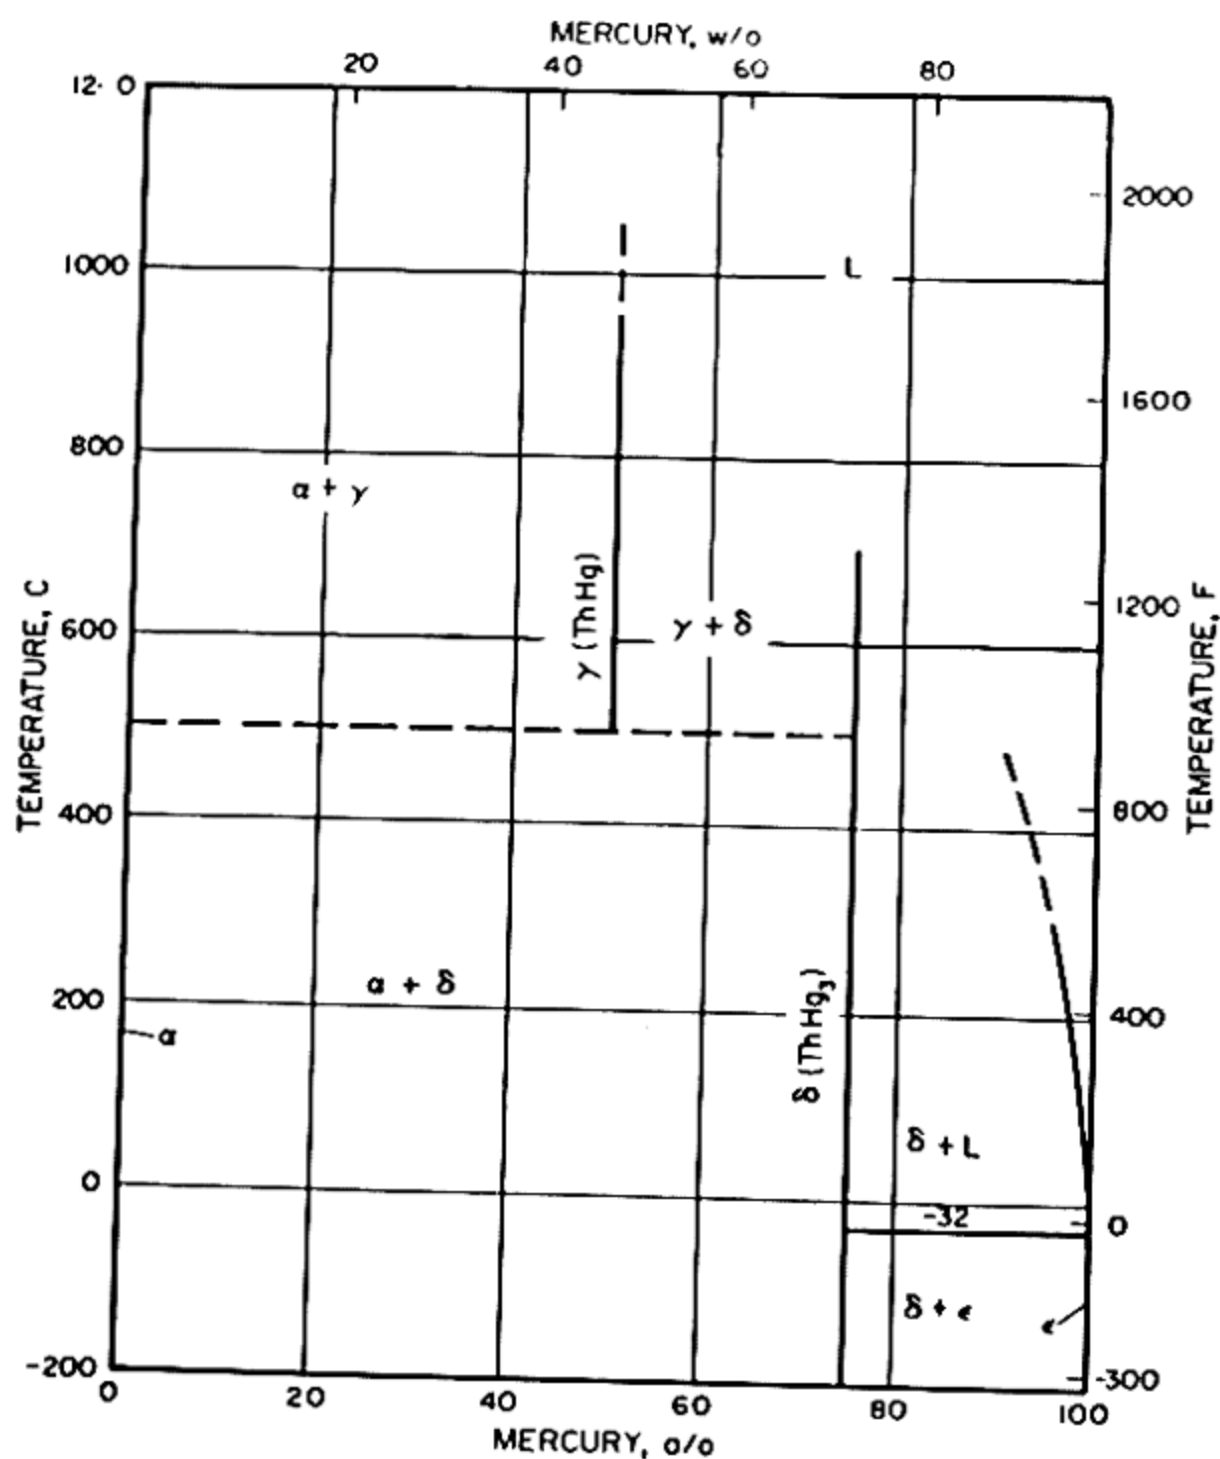 MERCURY, w/o
20 40 60 80
12 0
2000
1000
L
1600
800
α + γ
γ (ThHg)
1200
600
γ + δ
TEMPERATURE, C
TEMPERATURE, F
400
800
α + δ
200
400
α
δ (ThHg₃)
δ + L
0
-32
0
δ + ϵ
ϵ
-200
-300
0 20 40 60 80 100
MERCURY, a/o